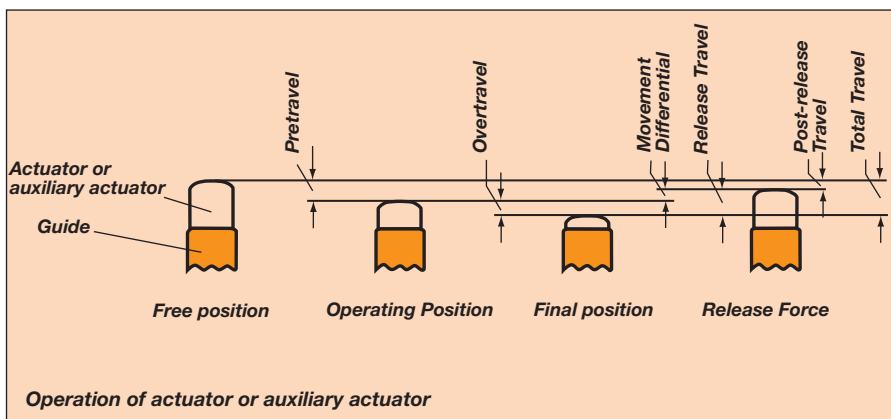 Pretravel
Overtravel
Movement
Differential
Release Travel
Post-release
Travel
Total Travel
Actuator or
auxiliary actuator
Guide
Free position
Operating Position
Final position
Release Force
Operation of actuator or auxiliary actuator